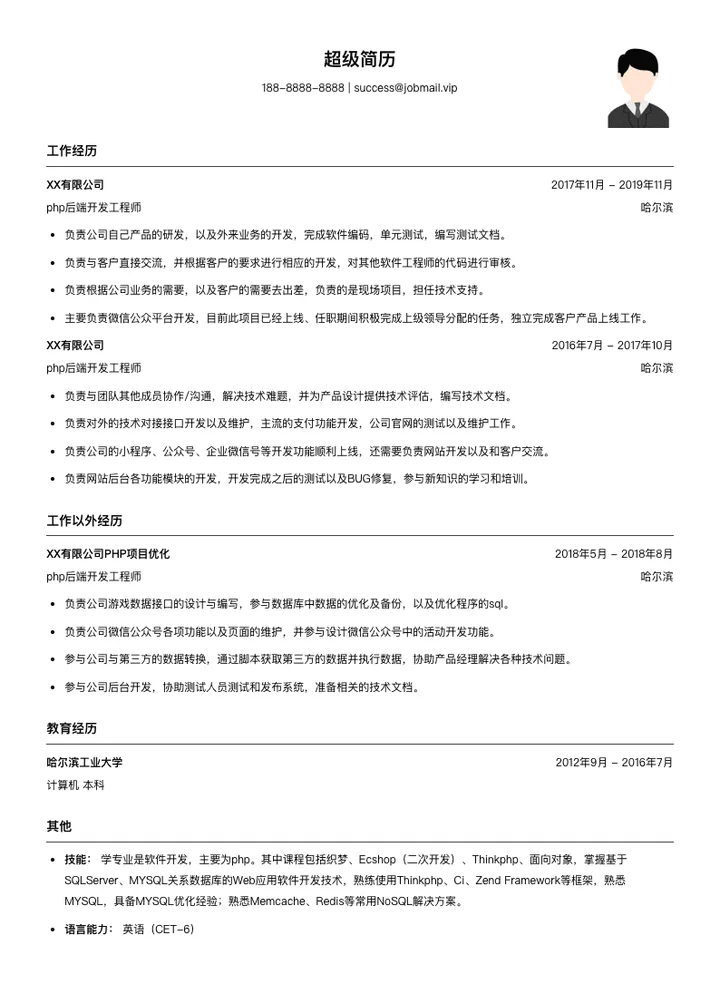 超级简历
188-8888-8888 | success@jobmail.vip
工作经历
XX有限公司 2017年11月 - 2019年11月
php后端开发工程师 哈尔滨
• 负责公司自己产品的研发，以及外来业务的开发，完成软件编码，单元测试，编写测试文档。
• 负责与客户直接交流，并根据客户的要求进行相应的开发，对其他软件工程师的代码进行审核。
• 负责根据公司业务的需要，以及客户的需要去出差，负责的是现场项目，担任技术支持。
• 主要负责微信公众平台开发，目前此项目已经上线、任职期间积极完成上级领导分配的任务，独立完成客户产品上线工作。
XX有限公司 2016年7月 - 2017年10月
php后端开发工程师 哈尔滨
• 负责与团队其他成员协作/沟通，解决技术难题，并为产品设计提供技术评估，编写技术文档。
• 负责对外的技术对接接口开发以及维护，主流的支付功能开发，公司官网的测试以及维护工作。
• 负责公司的小程序、公众号、企业微信号等开发功能顺利上线，还需要负责网站开发以及和客户交流。
• 负责网站后台各功能模块的开发，开发完成之后的测试以及BUG修复，参与新知识的学习和培训。
工作以外经历
XX有限公司PHP项目优化 2018年5月 - 2018年8月
php后端开发工程师 哈尔滨
• 负责公司游戏数据接口的设计与编写，参与数据库中数据的优化及备份，以及优化程序的sql。
• 负责公司微信公众号各项功能以及页面的维护，并参与设计微信公众号中的活动开发功能。
• 参与公司与第三方的数据转换，通过脚本获取第三方的数据并执行数据，协助产品经理解决各种技术问题。
• 参与公司后台开发，协助测试人员测试和发布系统，准备相关的技术文档。
教育经历
哈尔滨工业大学 2012年9月 - 2016年7月
计算机 本科
其他
• 技能： 学专业是软件开发，主要为php。其中课程包括织梦、Ecshop（二次开发）、Thinkphp、面向对象，掌握基于
SQLServer、MYSQL关系数据库的Web应用软件开发技术，熟练使用Thinkphp、Ci、Zend Framework等框架，熟悉
MYSQL，具备MYSQL优化经验；熟悉Memcache、Redis等常用NoSQL解决方案。
• 语言能力： 英语（CET-6）